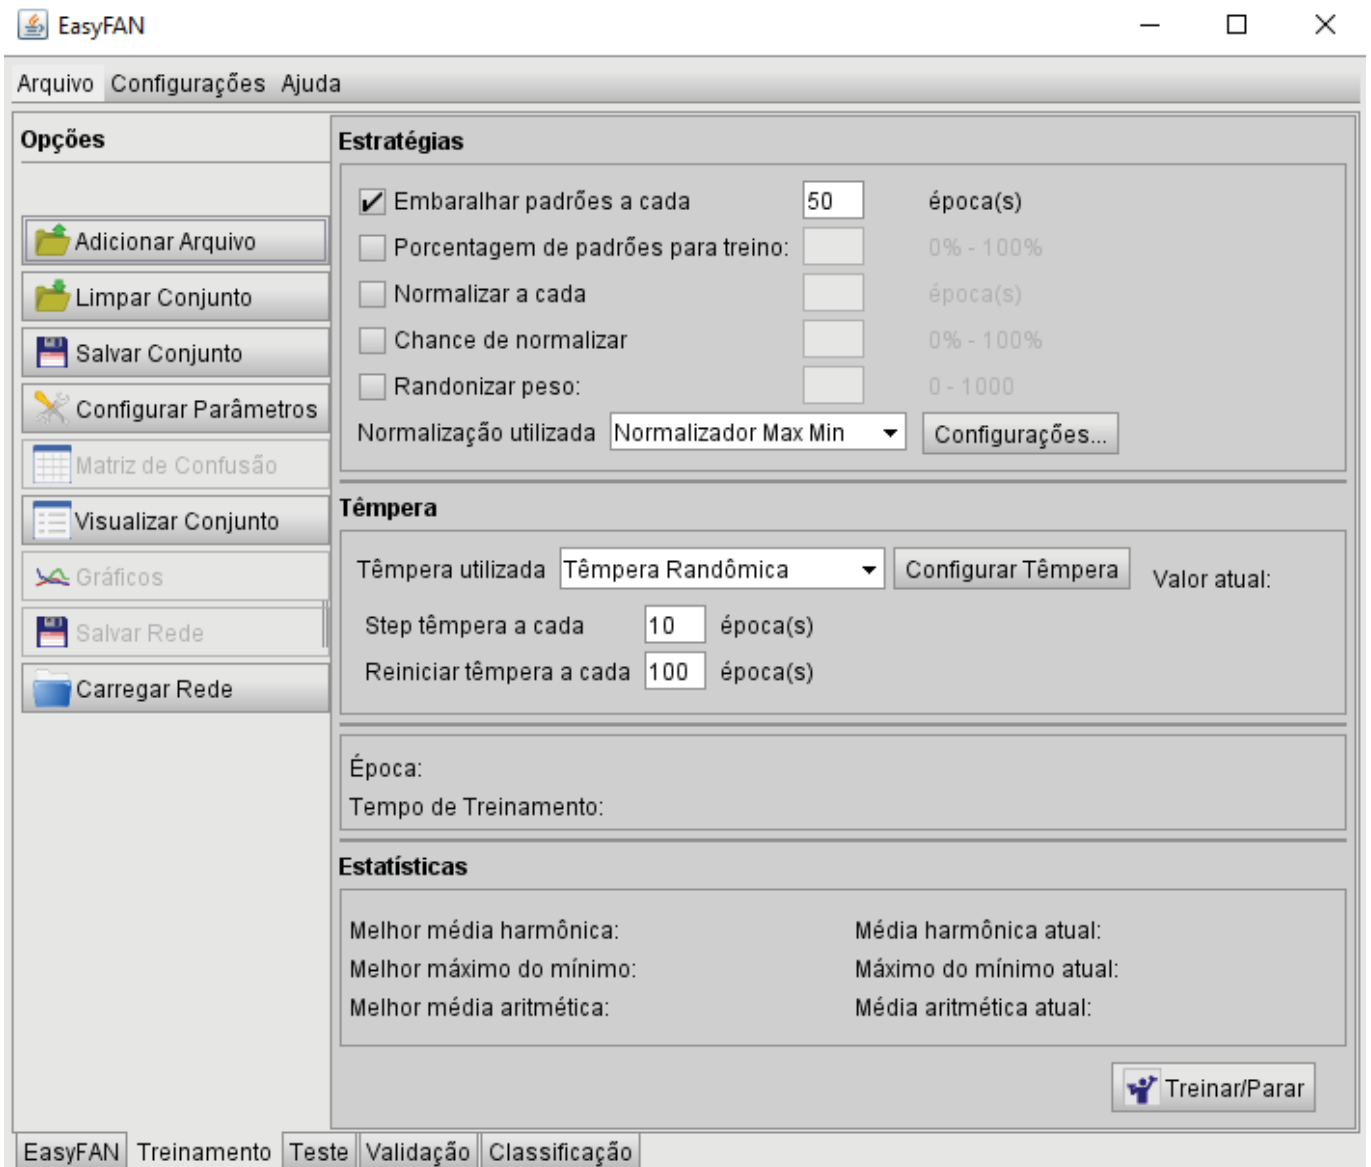 EasyFAN
Arquivo Configurações Ajuda
Opções
Adicionar Arquivo
Limpar Conjunto
Salvar Conjunto
Configurar Parâmetros
Matriz de Confusão
Visualizar Conjunto
Gráficos
Salvar Rede
Carregar Rede
Estratégias
Embaralhar padrões a cada 50 época(s)
Porcentagem de padrões para treino: 0% - 100%
Normalizar a cada época(s)
Chance de normalizar 0% - 100%
Randonizar peso: 0 - 1000
Normalização utilizada Normalizador Max Min Configurações...
Têmpera
Têmpera utilizada Têmpera Randômica Configurar Têmpera Valor atual:
Step têmpera a cada 10 época(s)
Reiniciar têmpera a cada 100 época(s)
Época:
Tempo de Treinamento:
Estatísticas
Melhor média harmônica: Média harmônica atual:
Melhor máximo do mínimo: Máximo do mínimo atual:
Melhor média aritmética: Média aritmética atual:
Treinar/Parar
EasyFAN Treinamento Teste Validação Classificação